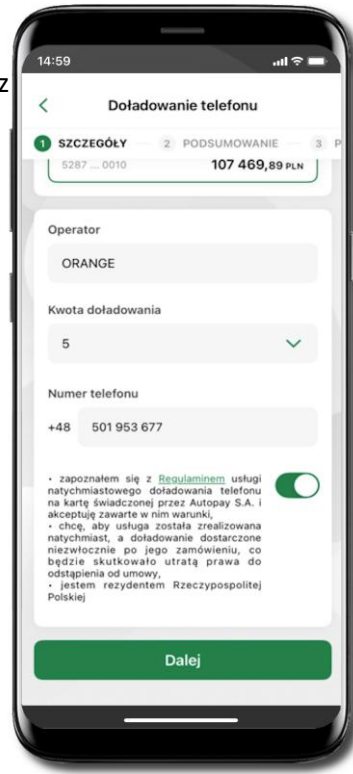 z
14:59
Doładowanie telefonu
1 SZCZEGÓŁY 2 PODSUMOWANIE 3 P
5287 ... 0010 107 469,89 PLN
Operator
ORANGE
Kwota doładowania
5
Numer telefonu
+48 501 953 677
• zapoznałem się z Regulaminem usługi
natychmiastowego doładowania telefonu
na kartę świadczonej przez Autopay S.A. i
akceptuję zawarte w nim warunki,
• chcę, aby usługa została zrealizowana
natychmiast, a doładowanie dostarczone
niezwłocznie po jego zamówieniu, co
będzie skutkowało utratą prawa do
odstąpienia od umowy,
• jestem rezydentem Rzeczypospolitej
Polskiej
Dalej